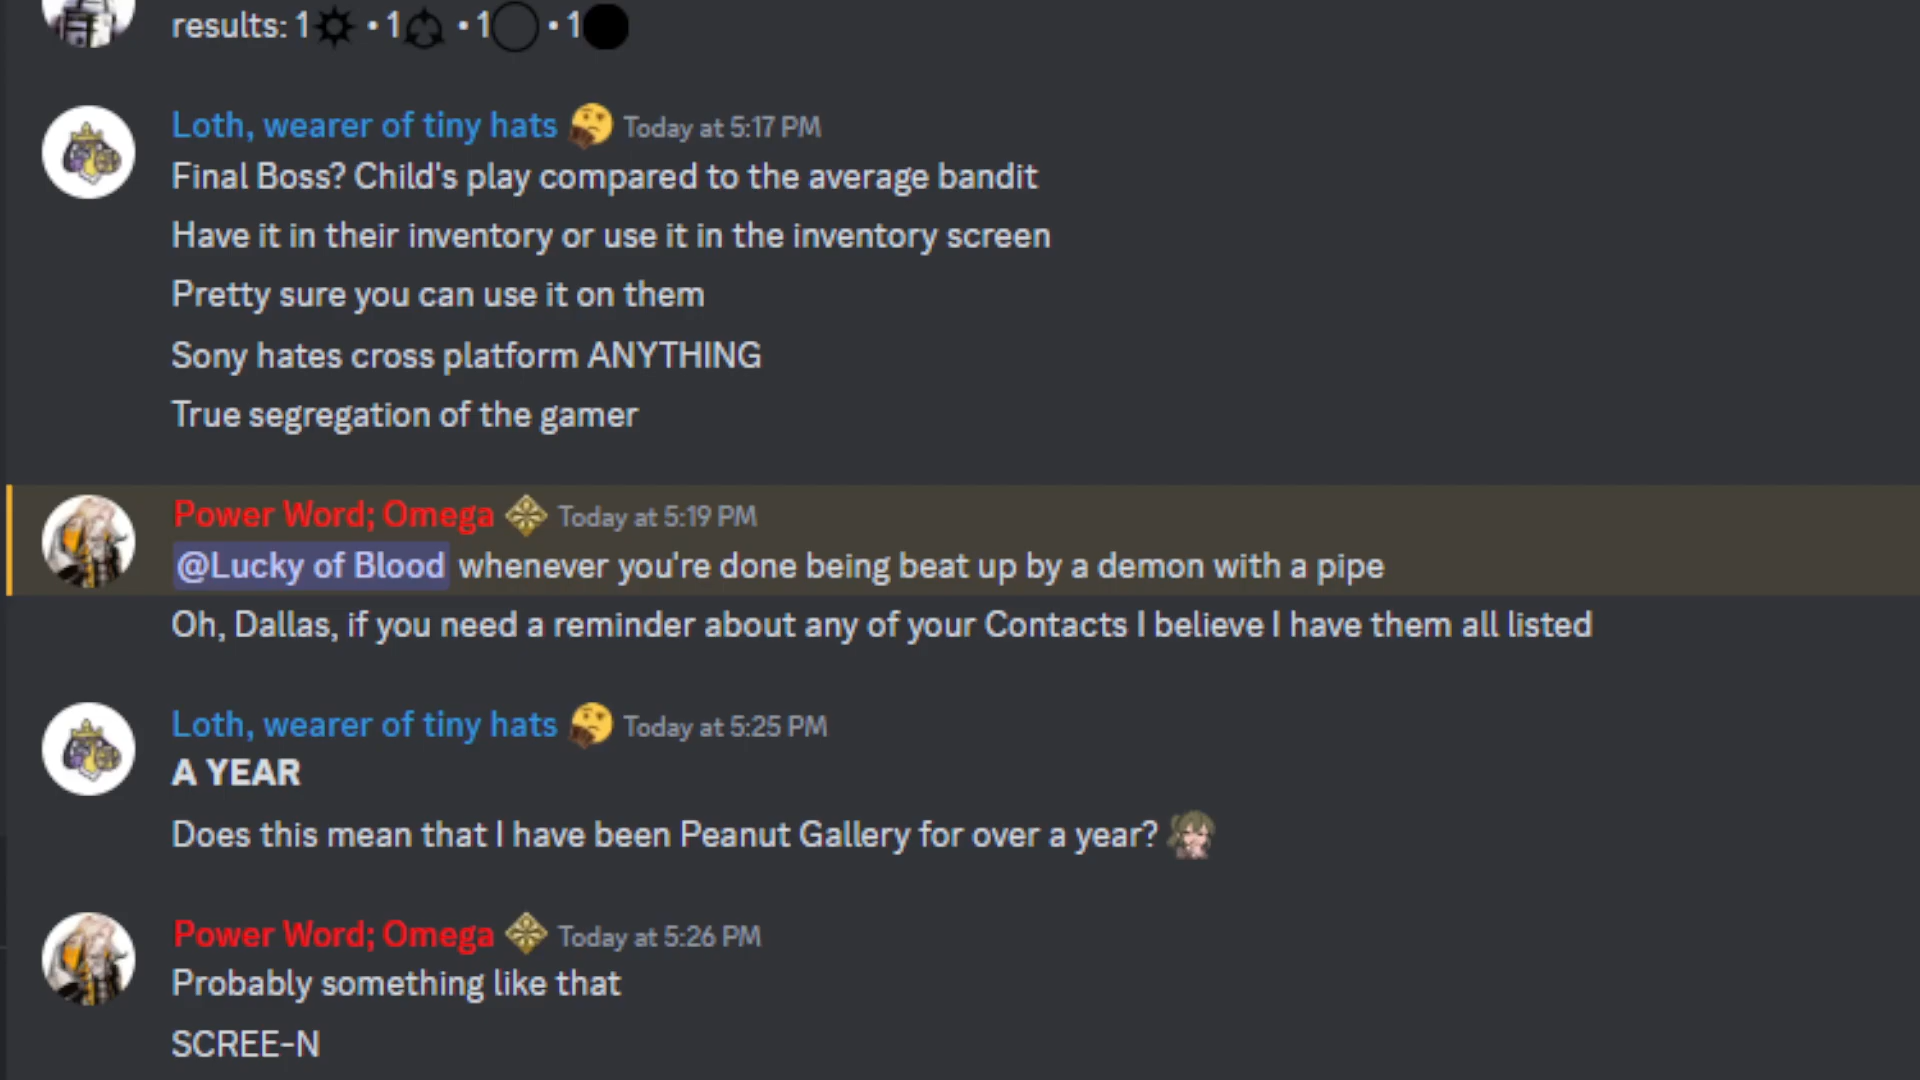 results: 1 • 1 • 1 • 1
Loth, wearer of tiny hats Today at 5:17 PM
Final Boss? Child's play compared to the average bandit
Have it in their inventory or use it in the inventory screen
Pretty sure you can use it on them
Sony hates cross platform ANYTHING
True segregation of the gamer
Power Word; Omega Today at 5:19 PM
@Lucky of Blood whenever you're done being beat up by a demon with a pipe
Oh, Dallas, if you need a reminder about any of your Contacts I believe I have them all listed
Loth, wearer of tiny hats Today at 5:25 PM
A YEAR
Does this mean that I have been Peanut Gallery for over a year?
Power Word; Omega Today at 5:26 PM
Probably something like that
SCREE-N